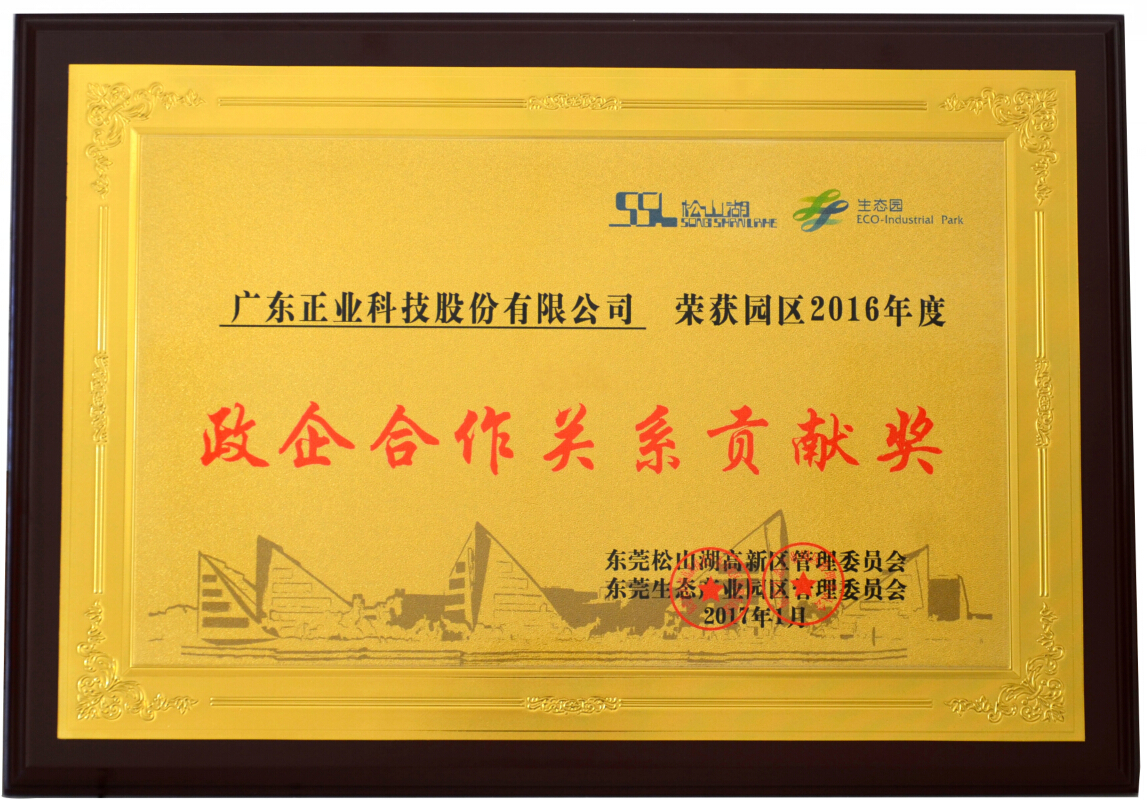 SSL 松山湖 SONGSHAN LAKE 生态园 ECO-Industrial Park
广东正业科技股份有限公司 荣获园区2016年度
政企合作关系贡献奖
东莞松山湖高新区管理委员会
东莞生态产业园区管理委员会
2017年1月